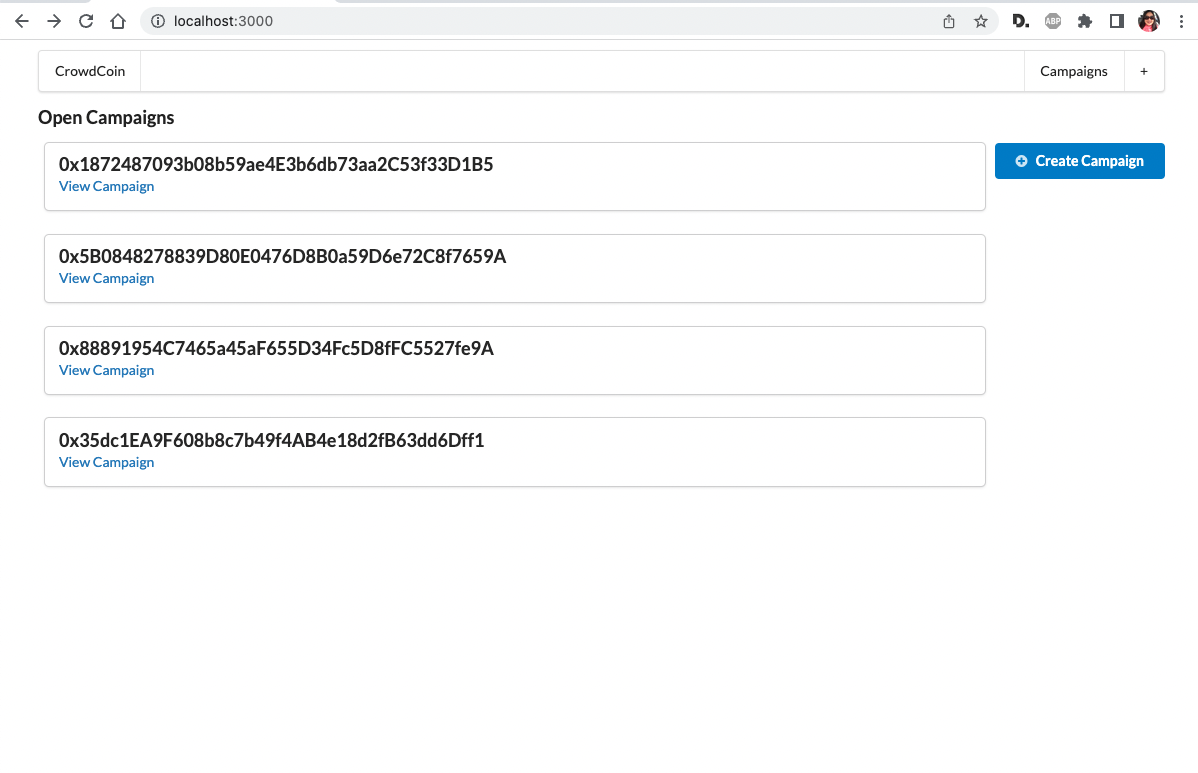 localhost:3000
D.
ABP
CrowdCoin
Campaigns
+
Open Campaigns
0x1872487093b08b59ae4E3b6db73aa2C53f33D1B5
View Campaign
Create Campaign
0x5B0848278839D80E0476D8B0a59D6e72C8f7659A
View Campaign
0x88891954C7465a45aF655D34Fc5D8fFC5527fe9A
View Campaign
0x35dc1EA9F608b8c7b49f4AB4e18d2fB63dd6Dff1
View Campaign